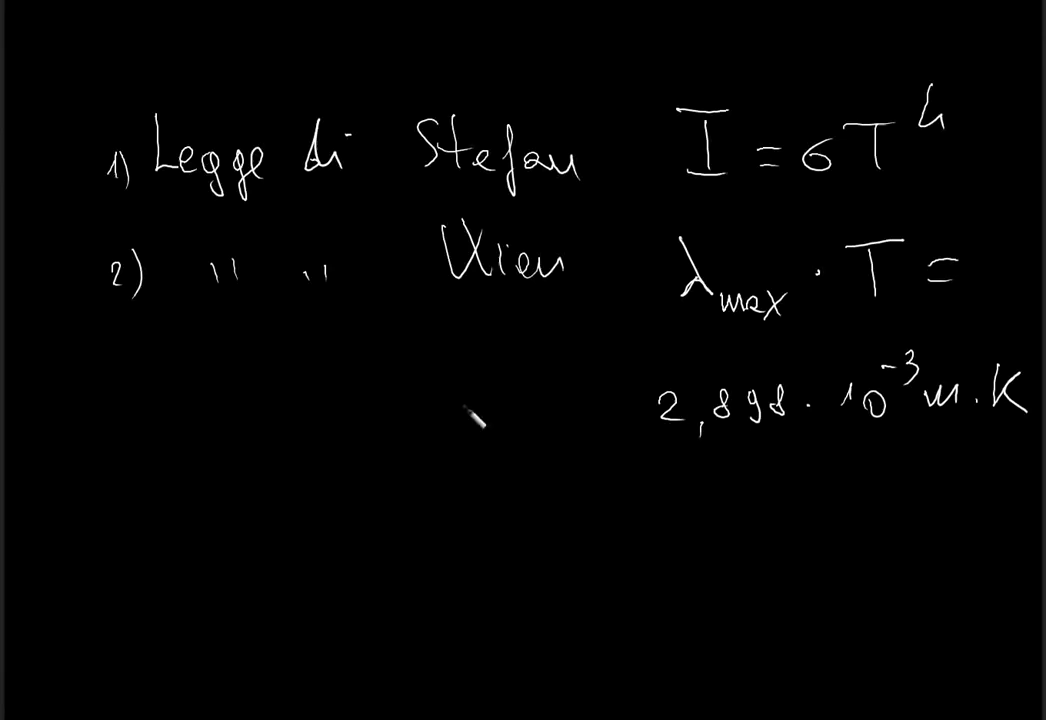 1) Legge di Stefan I = σT⁴
2) " " Wien λmax · T =
2,898 · 10⁻³ m · K